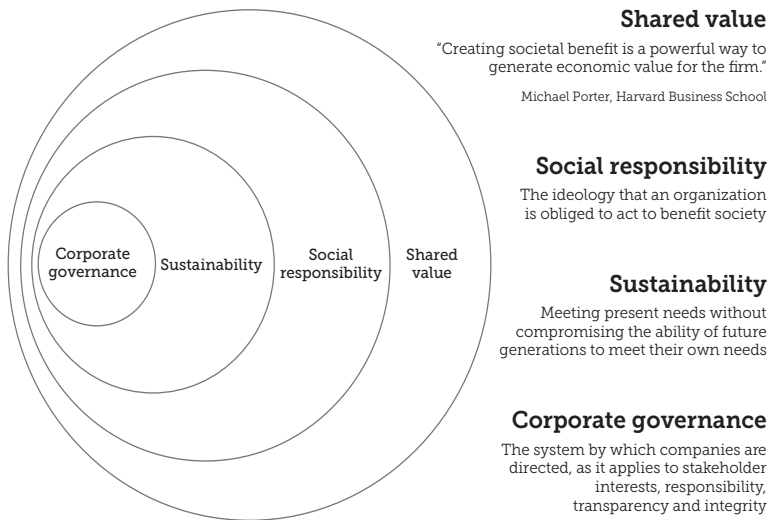 Shared value
“Creating societal benefit is a powerful way to
generate economic value for the firm.”
Michael Porter, Harvard Business School
Social responsibility
The ideology that an organization
is obliged to act to benefit society
Sustainability
Meeting present needs without
compromising the ability of future
generations to meet their own needs
Corporate governance
The system by which companies are
directed, as it applies to stakeholder
interests, responsibility,
transparency and integrity
Corporate
governance
Sustainability
Social
responsibility
Shared
value